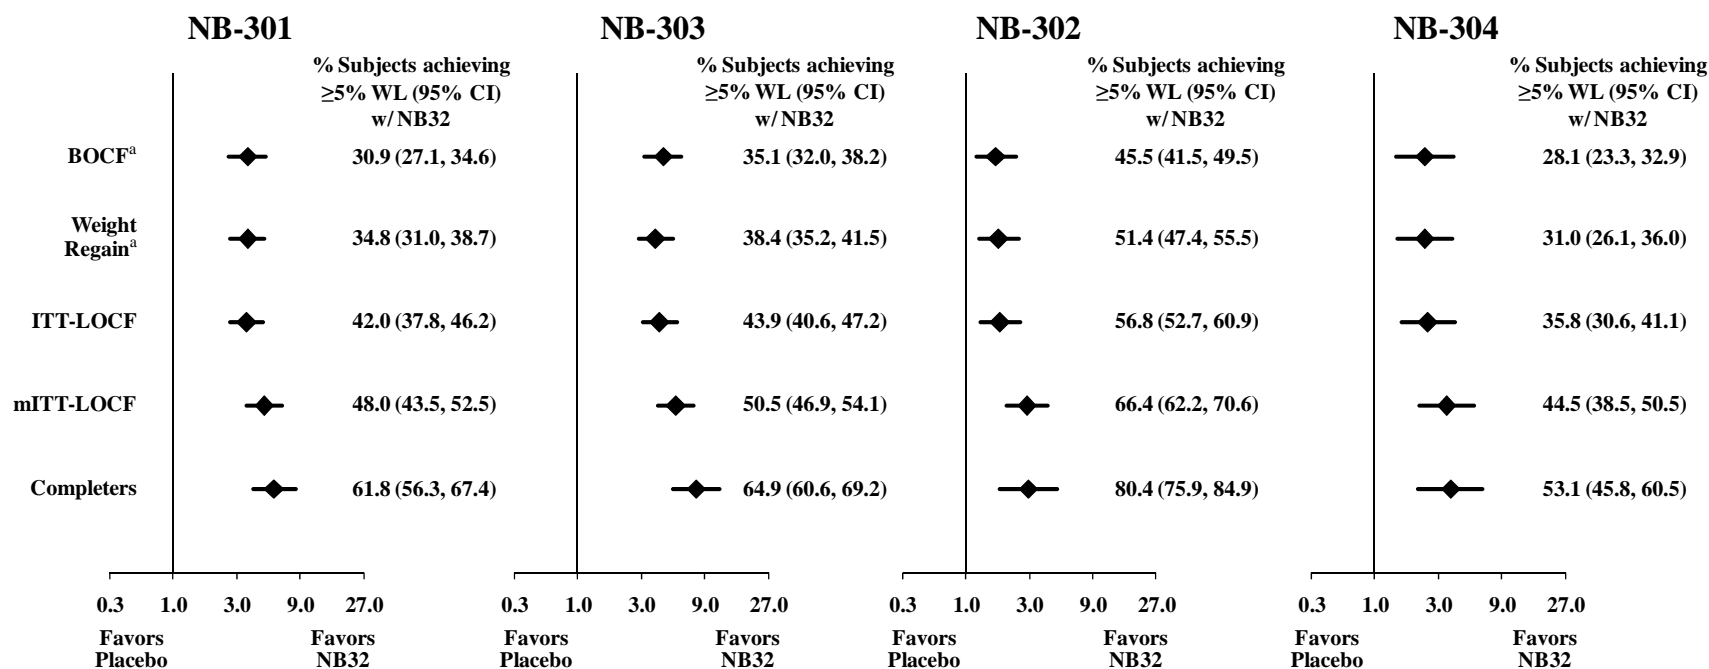 NB-301 NB-303 NB-302 NB-304
% Subjects achieving % Subjects achieving % Subjects achieving % Subjects achieving
≥5% WL (95% CI) ≥5% WL (95% CI) ≥5% WL (95% CI) ≥5% WL (95% CI)
w/ NB32 w/ NB32 w/ NB32 w/ NB32
BOCFa 30.9 (27.1, 34.6) 35.1 (32.0, 38.2) 45.5 (41.5, 49.5) 28.1 (23.3, 32.9)
Weight
Regaina 34.8 (31.0, 38.7) 38.4 (35.2, 41.5) 51.4 (47.4, 55.5) 31.0 (26.1, 36.0)
ITT-LOCF 42.0 (37.8, 46.2) 43.9 (40.6, 47.2) 56.8 (52.7, 60.9) 35.8 (30.6, 41.1)
mITT-LOCF 48.0 (43.5, 52.5) 50.5 (46.9, 54.1) 66.4 (62.2, 70.6) 44.5 (38.5, 50.5)
Completers 61.8 (56.3, 67.4) 64.9 (60.6, 69.2) 80.4 (75.9, 84.9) 53.1 (45.8, 60.5)
0.3 1.0 3.0 9.0 27.0 0.3 1.0 3.0 9.0 27.0 0.3 1.0 3.0 9.0 27.0 0.3 1.0 3.0 9.0 27.0
Favors Favors Favors Favors Favors Favors Favors Favors
Placebo NB32 Placebo NB32 Placebo NB32 Placebo NB32